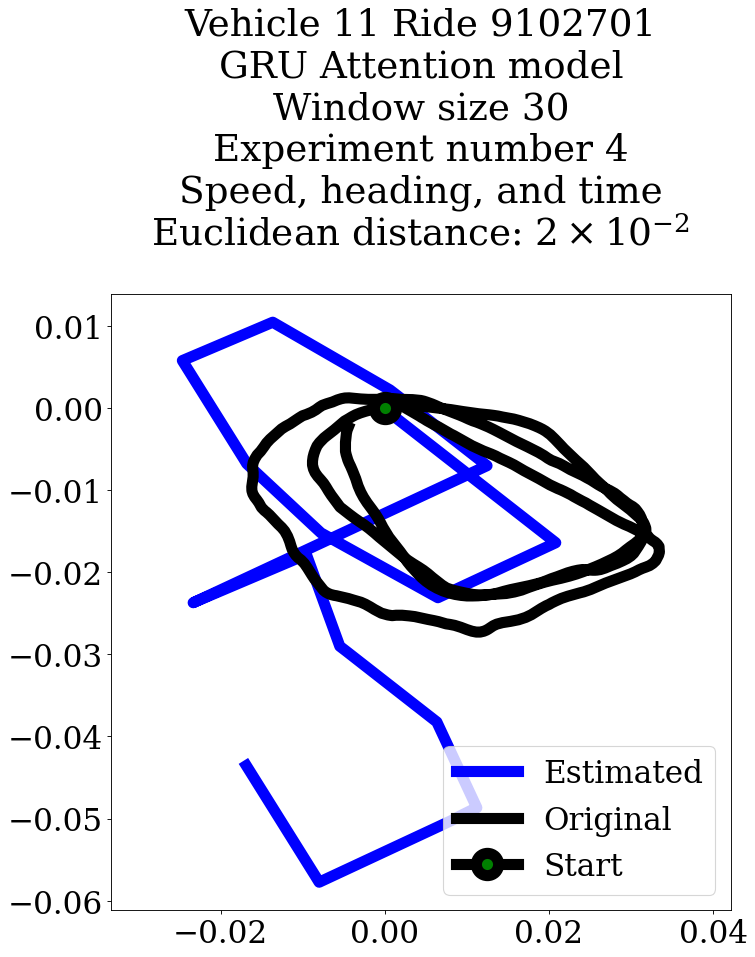 Vehicle 11 Ride 9102701
GRU Attention model
Window size 30
Experiment number 4
Speed, heading, and time
Euclidean distance: 2 × 10⁻²
0.01
0.00
−0.01
−0.02
−0.03
−0.04
−0.05
−0.06
−0.02 0.00 0.02 0.04
Estimated
Original
Start